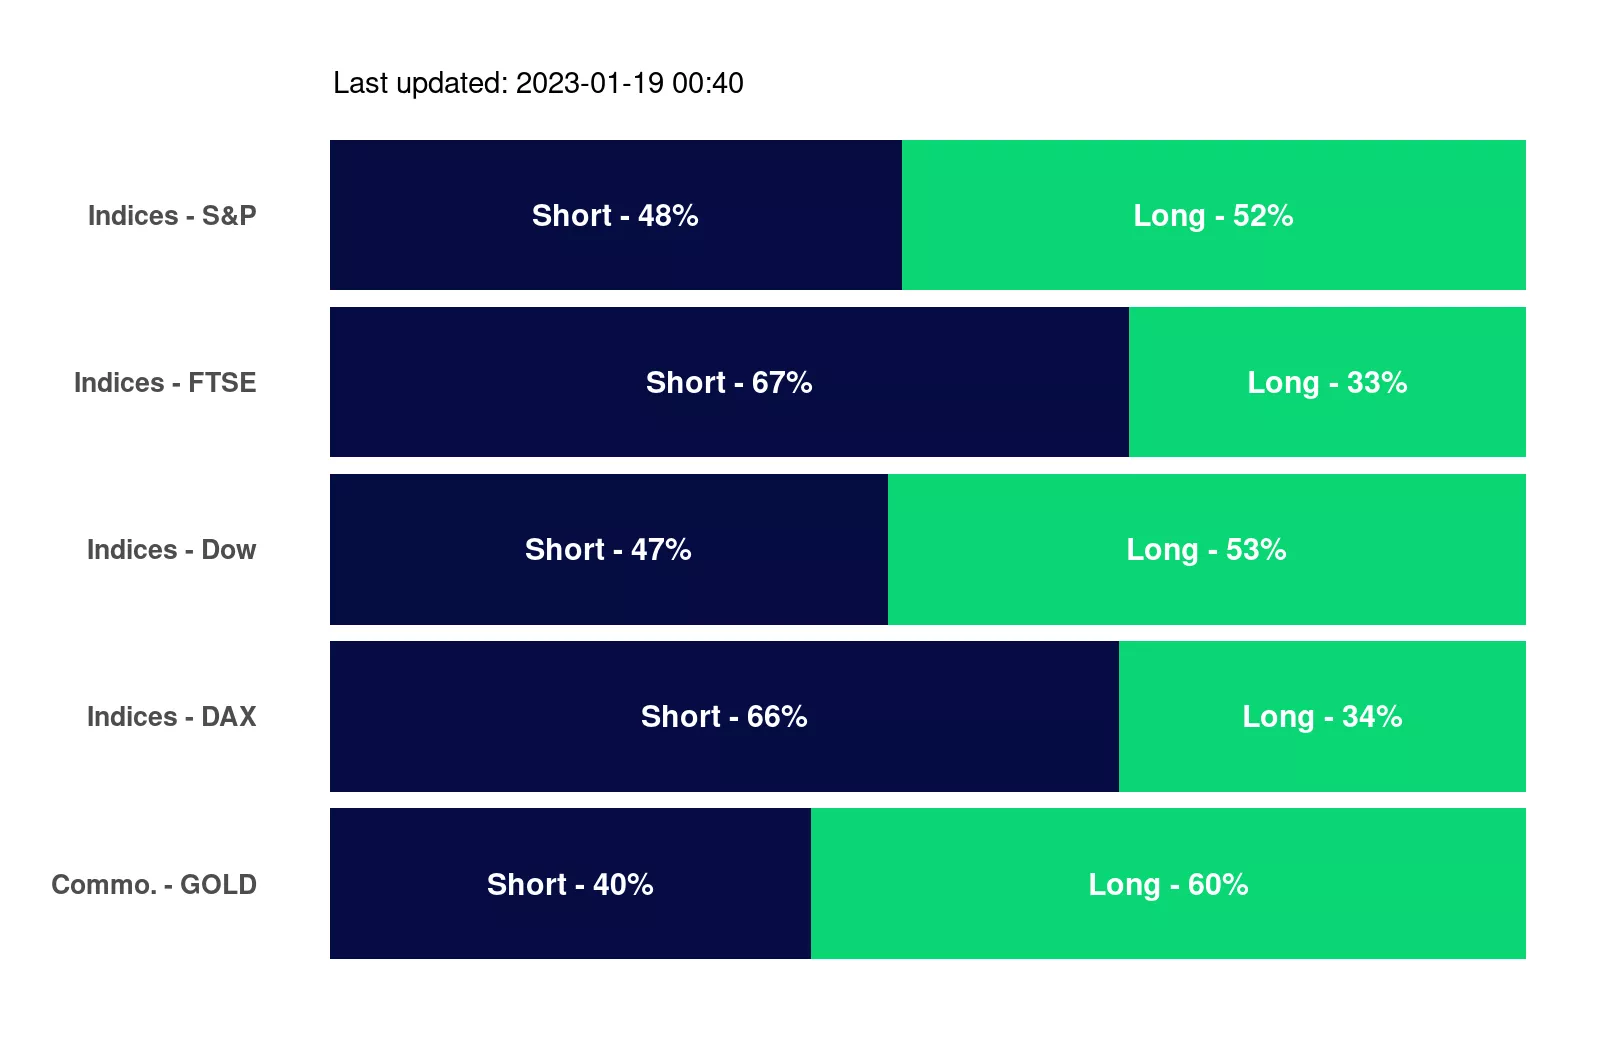 Last updated: 2023-01-19 00:40
Indices - S&P Short - 48% Long - 52%
Indices - FTSE Short - 67% Long - 33%
Indices - Dow Short - 47% Long - 53%
Indices - DAX Short - 66% Long - 34%
Commo. - GOLD Short - 40% Long - 60%